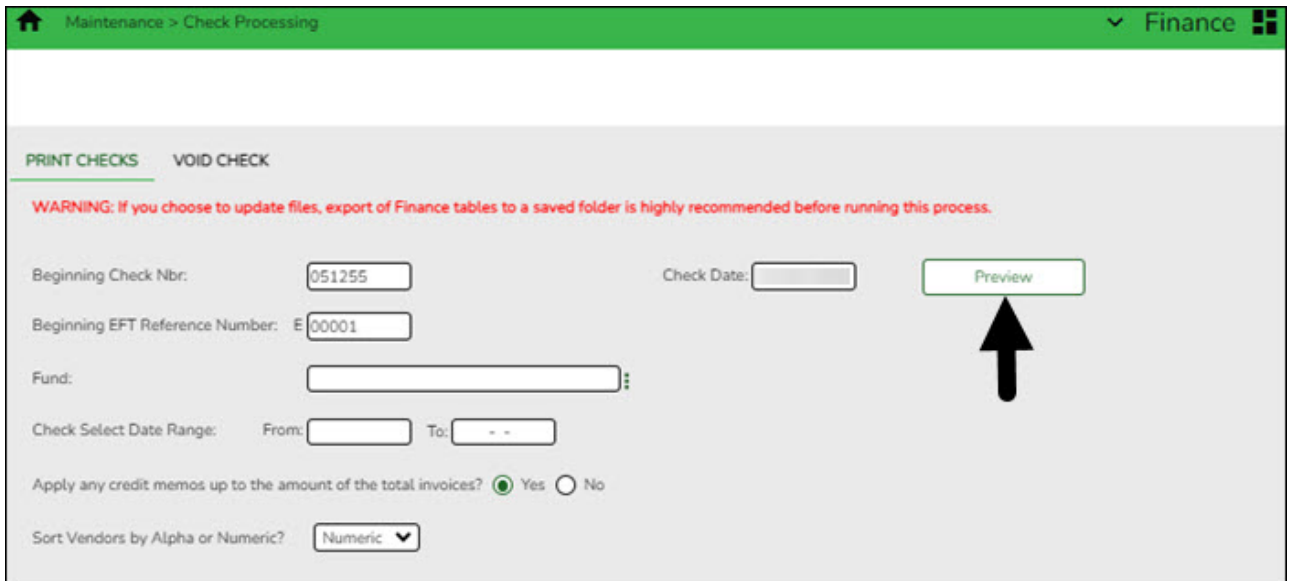 Maintenance > Check Processing
Finance
PRINT CHECKS VOID CHECK
WARNING: If you choose to update files, export of Finance tables to a saved folder is highly recommended before running this process.
Beginning Check Nbr: 051255 Check Date: Preview
Beginning EFT Reference Number: E 00001
Fund:
Check Select Date Range: From: To: - -
Apply any credit memos up to the amount of the total invoices? Yes No
Sort Vendors by Alpha or Numeric? Numeric